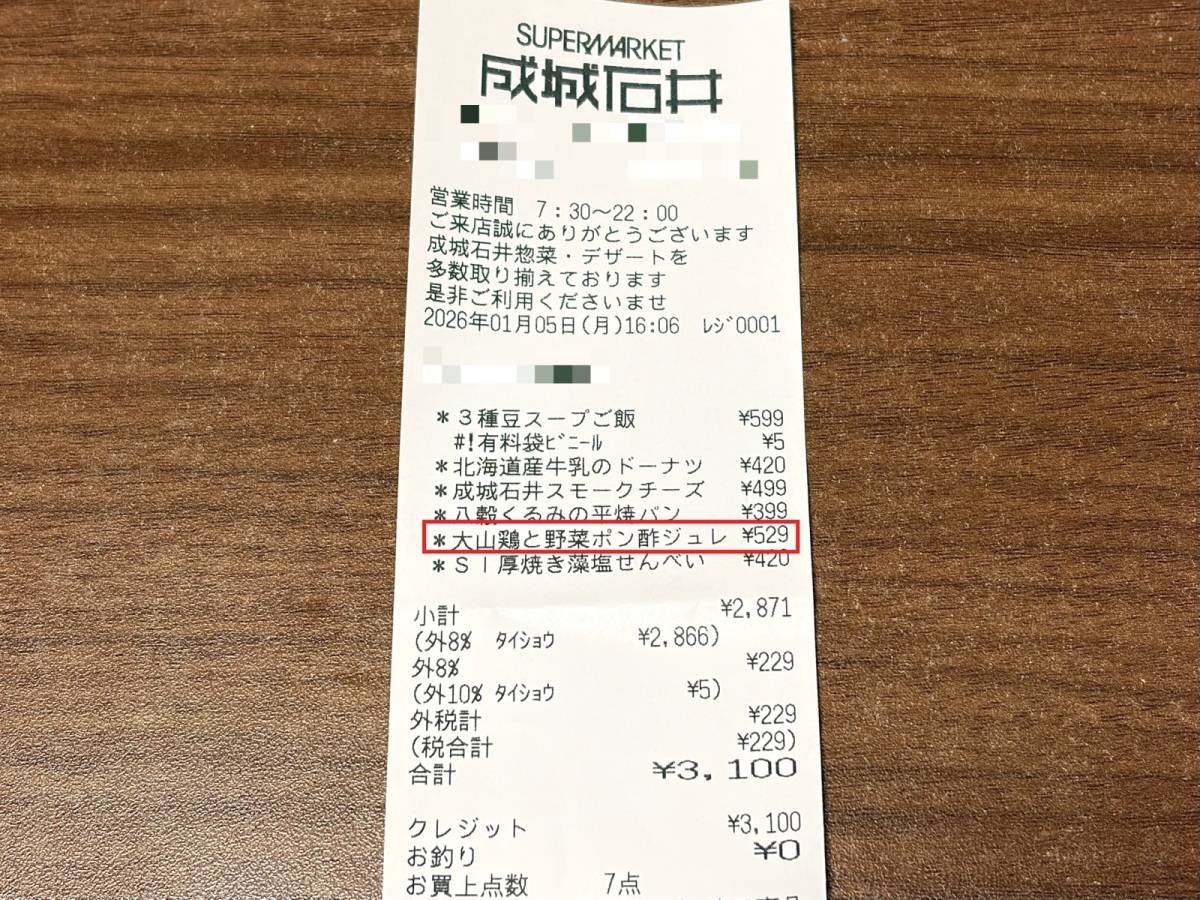 SUPERMARKET
成城石井
営業時間 7:30~22:00
ご来店誠にありがとうございます
成城石井惣菜・デザートを
多数取り揃えております
是非ご利用くださいませ
2026年01月05日(月)16:06 ﾚｼﾞ0001
*3種豆スープご飯 ¥599
#!有料袋ﾋﾞﾆｰﾙ ¥5
*北海道産牛乳のドーナツ ¥420
*成城石井スモークチーズ ¥499
*八穀くるみの平焼パン ¥399
*大山鶏と野菜ポン酢ジュレ ¥529
*SI厚焼き藻塩せんべい ¥420
小計 ¥2,871
(外8% ﾀｲｼｮｳ ¥2,866)
外8% ¥229
(外10% ﾀｲｼｮｳ ¥5)
外税計 ¥229
(税合計 ¥229)
合計 ¥3,100
クレジット ¥3,100
お釣り ¥0
お買上点数 7点